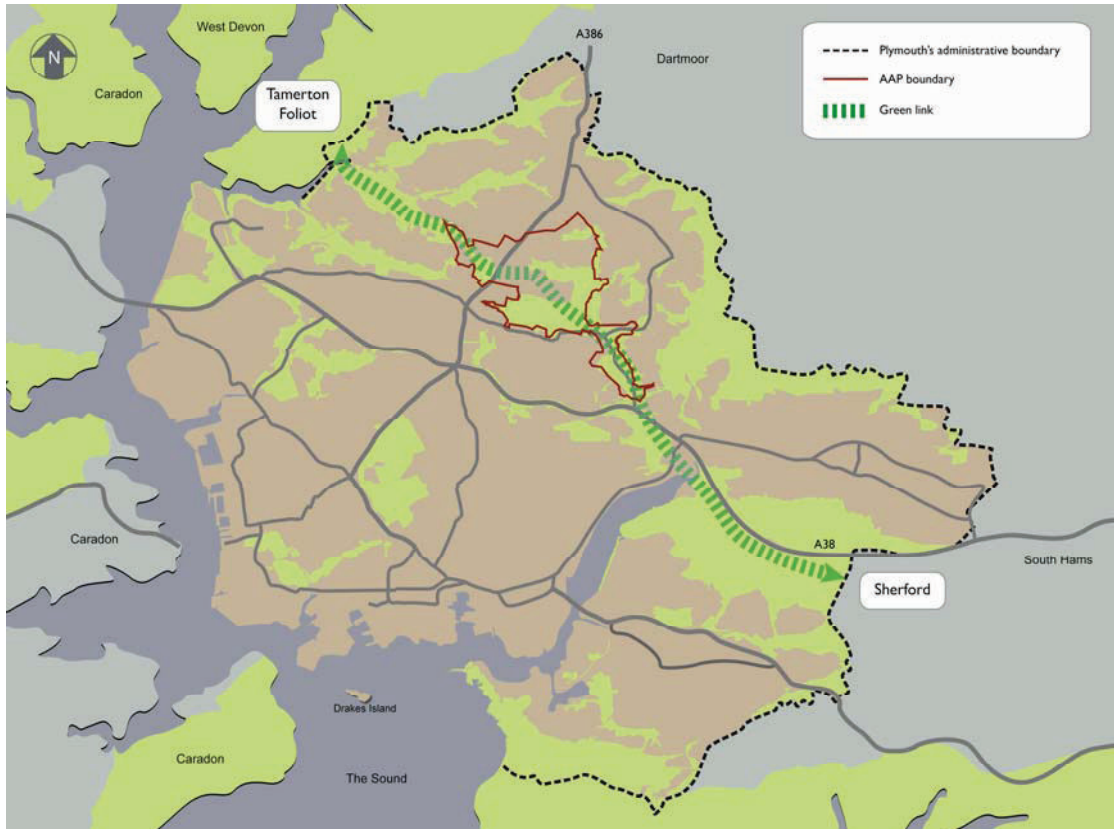 West Devon
A386
Plymouth's administrative boundary
AAP boundary
Green link
N
Dartmoor
Caradon
Tamerton
Foliot
Caradon
A38
South Hams
Sherford
Drakes Island
Caradon
The Sound